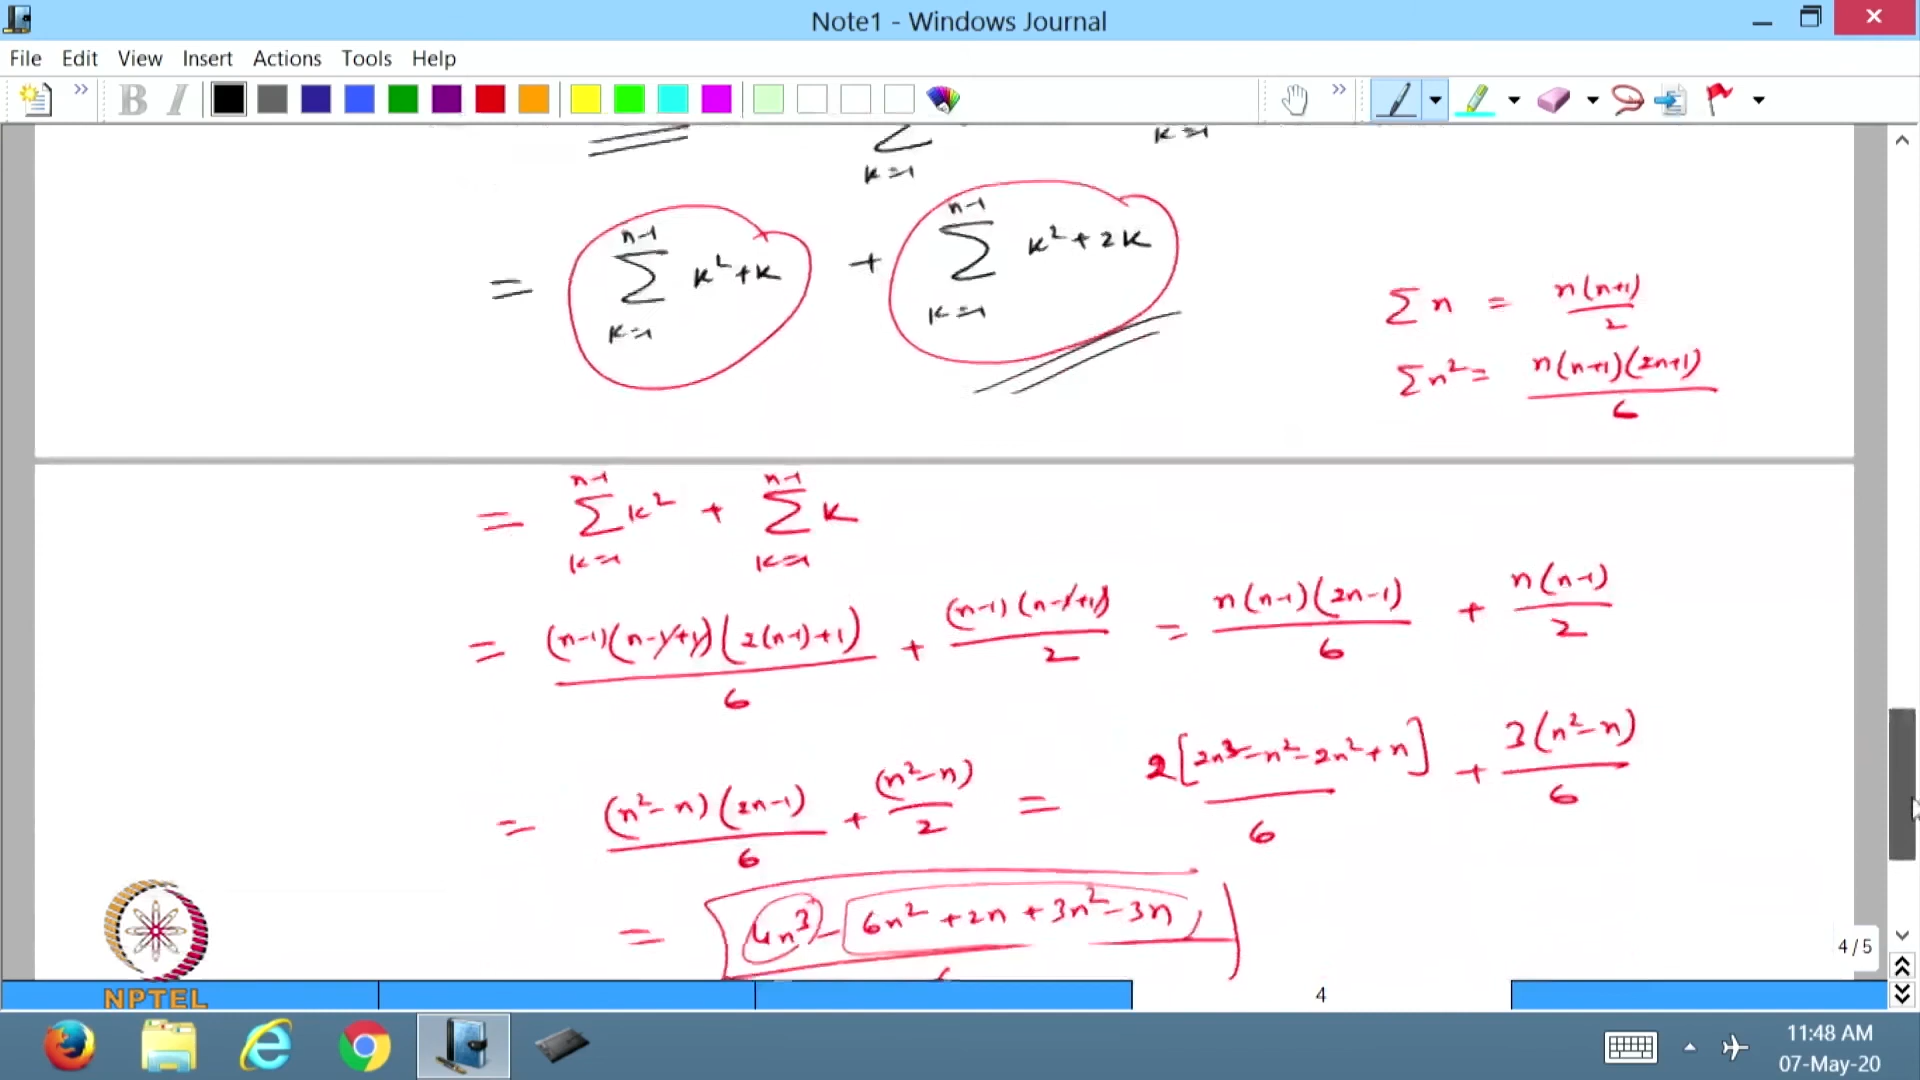 Note1 - Windows Journal
File Edit View Insert Actions Tools Help
B I
∑ k=1 k=1
= ∑_{k=1}^{n-1} k²+k + ∑_{k=1}^{n-1} k²+2k
∑n = n(n+1)/2
∑n² = n(n+1)(2n+1)/6
= ∑_{k=1}^{n-1} k² + ∑_{k=1}^{n-1} k
= (n-1)(n-1+1)(2(n-1)+1)/6 + (n-1)(n-1+1)/2 = n(n-1)(2n-1)/6 + n(n-1)/2
= (n²-n)(2n-1)/6 + (n²-n)/2 = 2[2n³-n²-2n²+n]/6 + 3(n²-n)/6
= 4n³ - 6n² + 2n + 3n² - 3n
4 / 5
NPTEL
4
11:48 AM
07-May-20